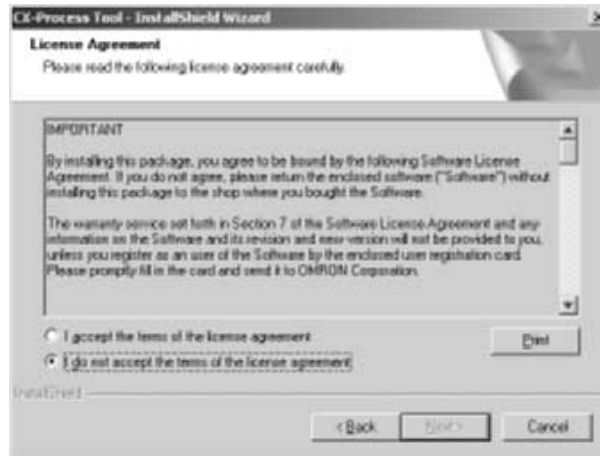 CX-Process Tool - InstallShield Wizard
License Agreement
Please read the following license agreement carefully.
IMPORTANT
By installing this package, you agree to be bound by the following Software License
Agreement. If you do not agree, please return the enclosed software ("Software") without
installing this package to the shop where you bought the Software.
The warranty service set forth in Section 7 of the Software License Agreement and any
information on the Software and its revision and new version will not be provided to you,
unless you register as an user of the Software by the enclosed user registration card.
Please promptly fill in the card and send it to OMRON Corporation.
I accept the terms of the license agreement
Print
I do not accept the terms of the license agreement
InstallShield
< Back Next > Cancel